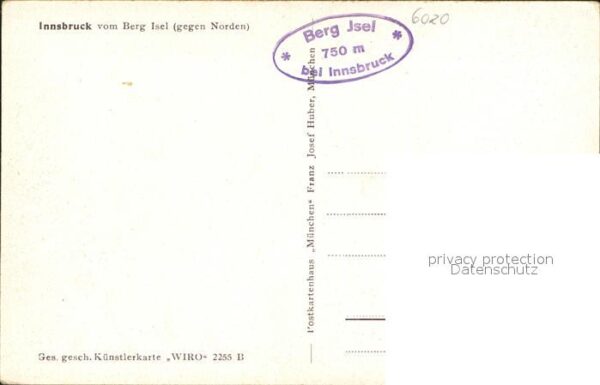 Innsbruck vom Berg Isel (gegen Norden)
6020
* Berg Jsel *
750 m
bei Innsbruck
Postkartenhaus „München“ Franz Josef Huber, München
privacy protection
Datenschutz
Ges. gesch. Künstlerkarte „WIRO“ 2255 B